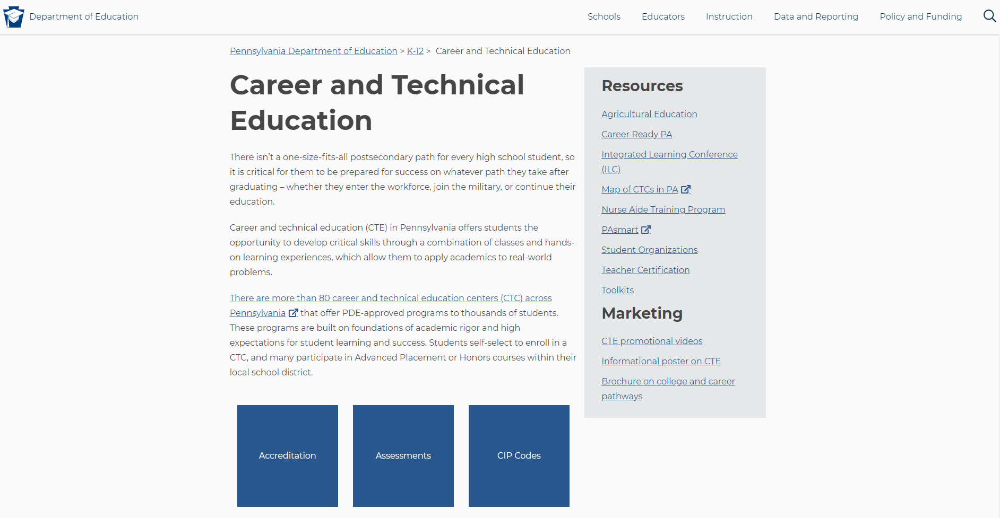 Department of Education
Schools
Educators
Instruction
Data and Reporting
Policy and Funding
Pennsylvania Department of Education > K-12 > Career and Technical Education
Career and Technical
Education
There isn’t a one-size-fits-all postsecondary path for every high school student, so
it is critical for them to be prepared for success on whatever path they take after
graduating – whether they enter the workforce, join the military, or continue their
education.
Career and technical education (CTE) in Pennsylvania offers students the
opportunity to develop critical skills through a combination of classes and hands-
on learning experiences, which allow them to apply academics to real-world
problems.
There are more than 80 career and technical education centers (CTC) across
Pennsylvania that offer PDE-approved programs to thousands of students.
These programs are built on foundations of academic rigor and high
expectations for student learning and success. Students self-select to enroll in a
CTC, and many participate in Advanced Placement or Honors courses within their
local school district.
Accreditation
Assessments
CIP Codes
Resources
Agricultural Education
Career Ready PA
Integrated Learning Conference
(ILC)
Map of CTCs in PA
Nurse Aide Training Program
PAsmart
Student Organizations
Teacher Certification
Toolkits
Marketing
CTE promotional videos
Informational poster on CTE
Brochure on college and career
pathways